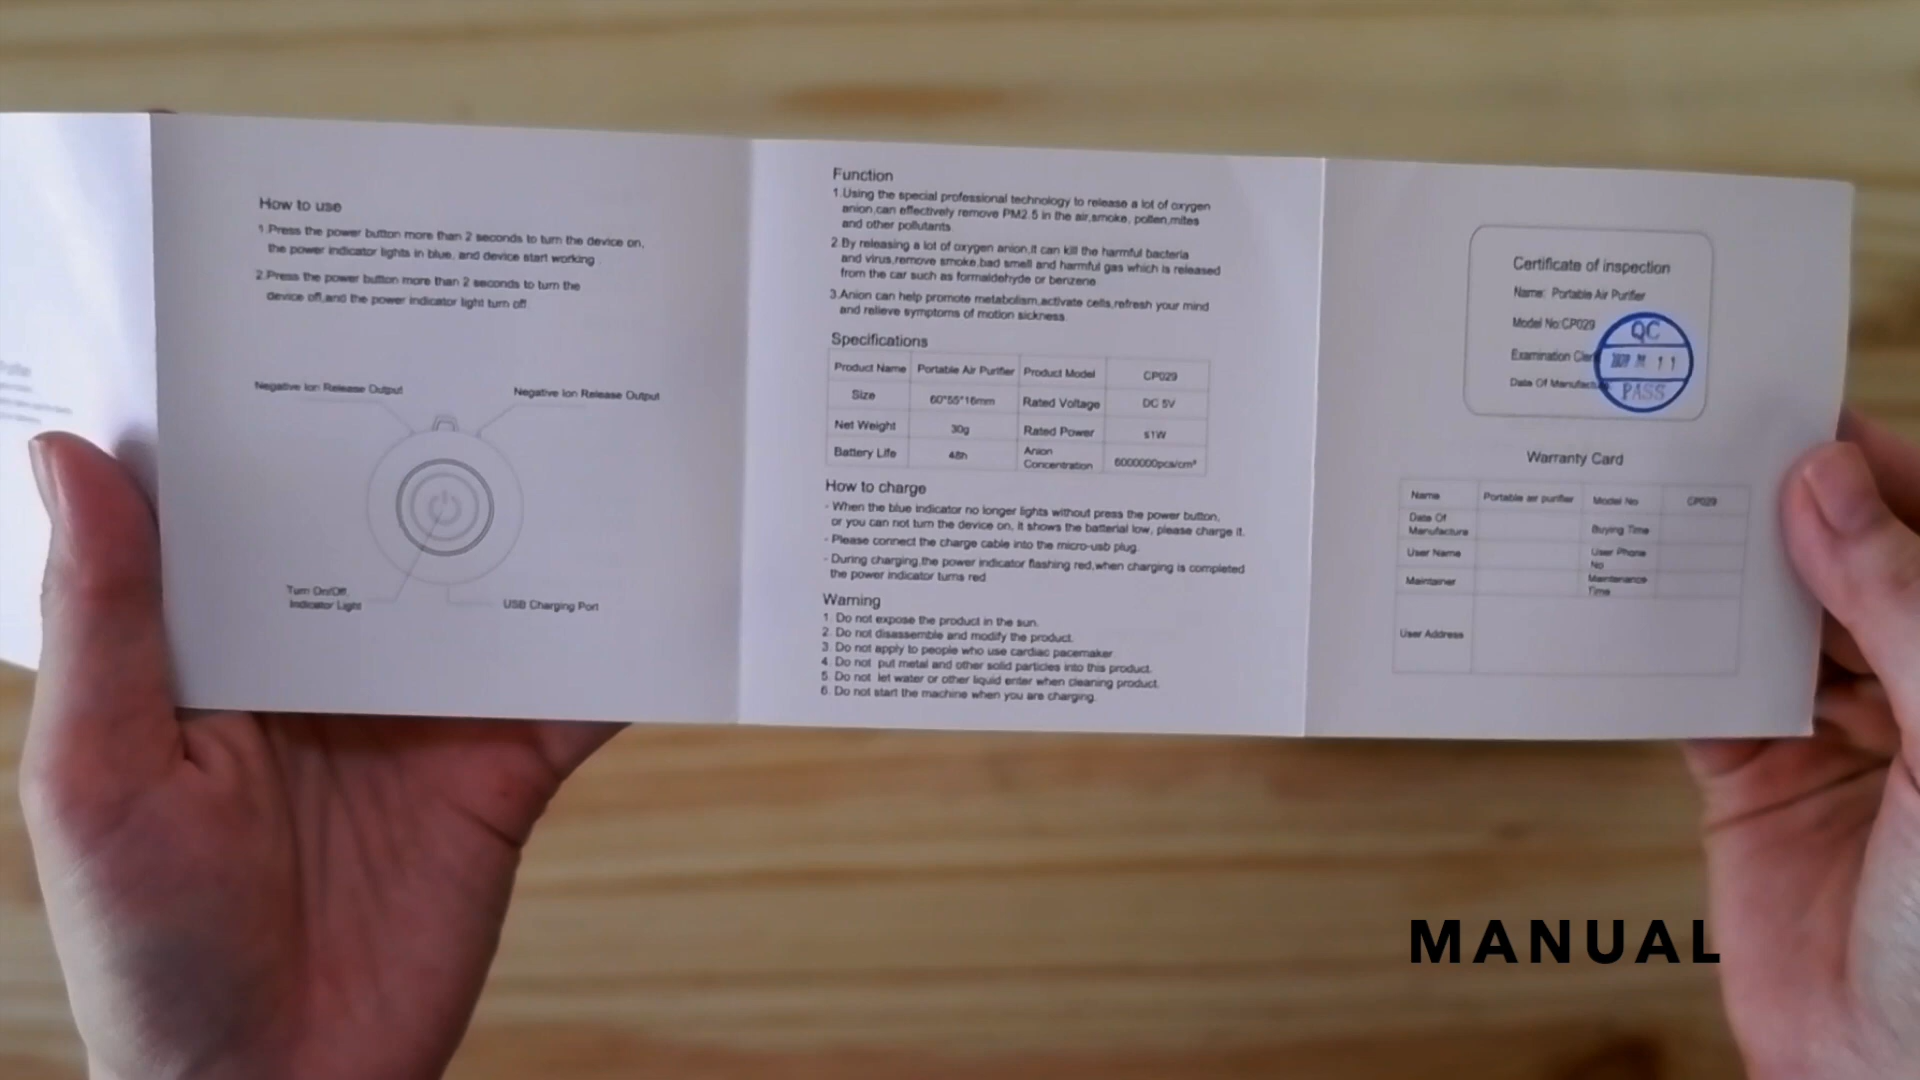 How to use
1.Press the power button more than 2 seconds to turn the device on,
the power indicator lights in blue, and device start working
2.Press the power button more than 2 seconds to turn the
device off,and the power indicator light turn off.
Negative Ion Release Output
Negative Ion Release Output
Turn On/Off
Indicator Light
USB Charging Port
Function
1.Using the special professional technology to release a lot of oxygen
anion,can effectively remove PM2.5 in the air,smoke, pollen,mites
and other pollutants.
2.By releasing a lot of oxygen anion,it can kill the harmful bacteria
and virus,remove smoke,bad smell and harmful gas which is released
from the car such as formaldehyde or benzene.
3.Anion can help promote metabolism,activate cells,refresh your mind
and relieve symptoms of motion sickness.
Specifications
Product Name Portable Air Purifier Product Model CP029
Size 60*55*16mm Rated Voltage DC 5V
Net Weight 30g Rated Power ≤1W
Battery Life 48h Anion Concentration 6000000pcs/cm³
How to charge
- When the blue indicator no longer lights without press the power button,
or you can not turn the device on, it shows the batterial low, please charge it.
- Please connect the charge cable into the micro-usb plug.
- During charging,the power indicator flashing red,when charging is completed
the power indicator turns red
Warning
1. Do not expose the product in the sun.
2. Do not disassemble and modify the product.
3. Do not apply to people who use cardiac pacemaker
4. Do not put metal and other solid particles into this product.
5. Do not let water or other liquid enter when cleaning product.
6. Do not start the machine when you are charging.
Certificate of inspection
Name: Portable Air Purifier
Model No:CP029
Examination
Date Of
QC
11
PASS
Warranty Card
Name Portable air purifier Model No CP029
Date Of Manufacture Buying Time
User Name User Phone No
Maintainer Maintenance Time
User Address
MANUAL